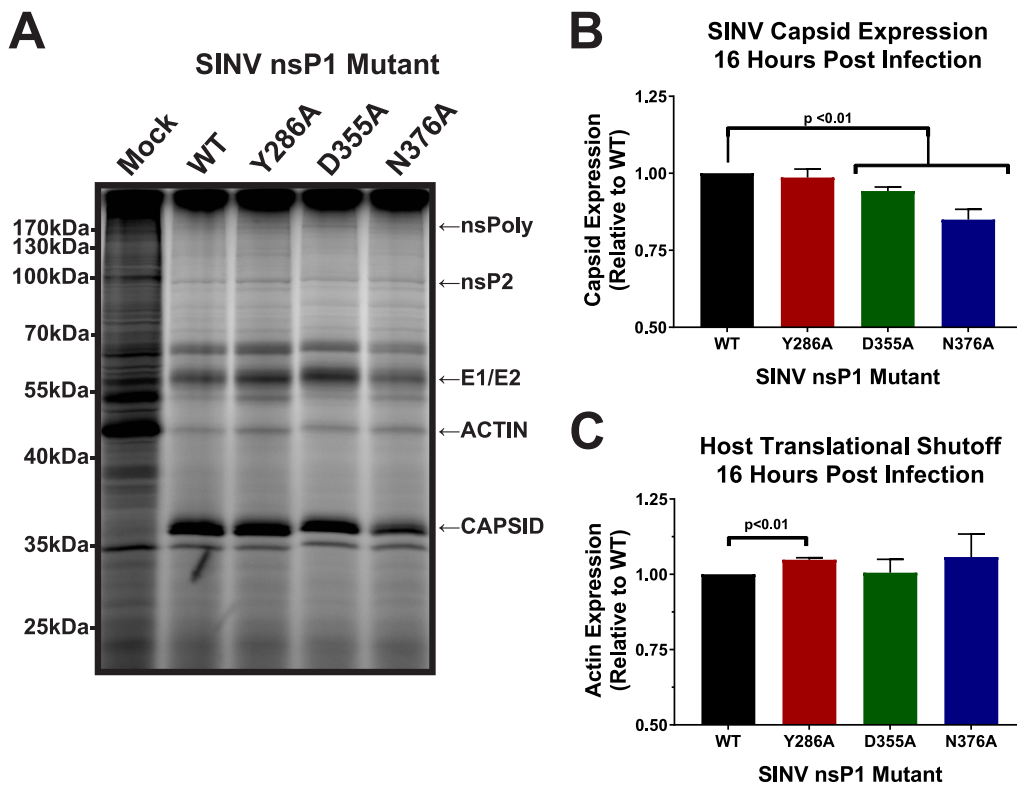 A
SINV nsP1 Mutant
Mock
WT
Y286A
D355A
N376A
170kDa
130kDa
100kDa
70kDa
55kDa
40kDa
35kDa
25kDa
←nsPoly
←nsP2
←E1/E2
←ACTIN
←CAPSID
B
SINV Capsid Expression
16 Hours Post Infection
Capsid Expression
(Relative to WT)
1.25
1.00
0.75
0.50
p <0.01
WT Y286A D355A N376A
SINV nsP1 Mutant
C
Host Translational Shutoff
16 Hours Post Infection
Actin Expression
(Relative to WT)
1.25
1.00
0.75
0.50
p<0.01
WT Y286A D355A N376A
SINV nsP1 Mutant